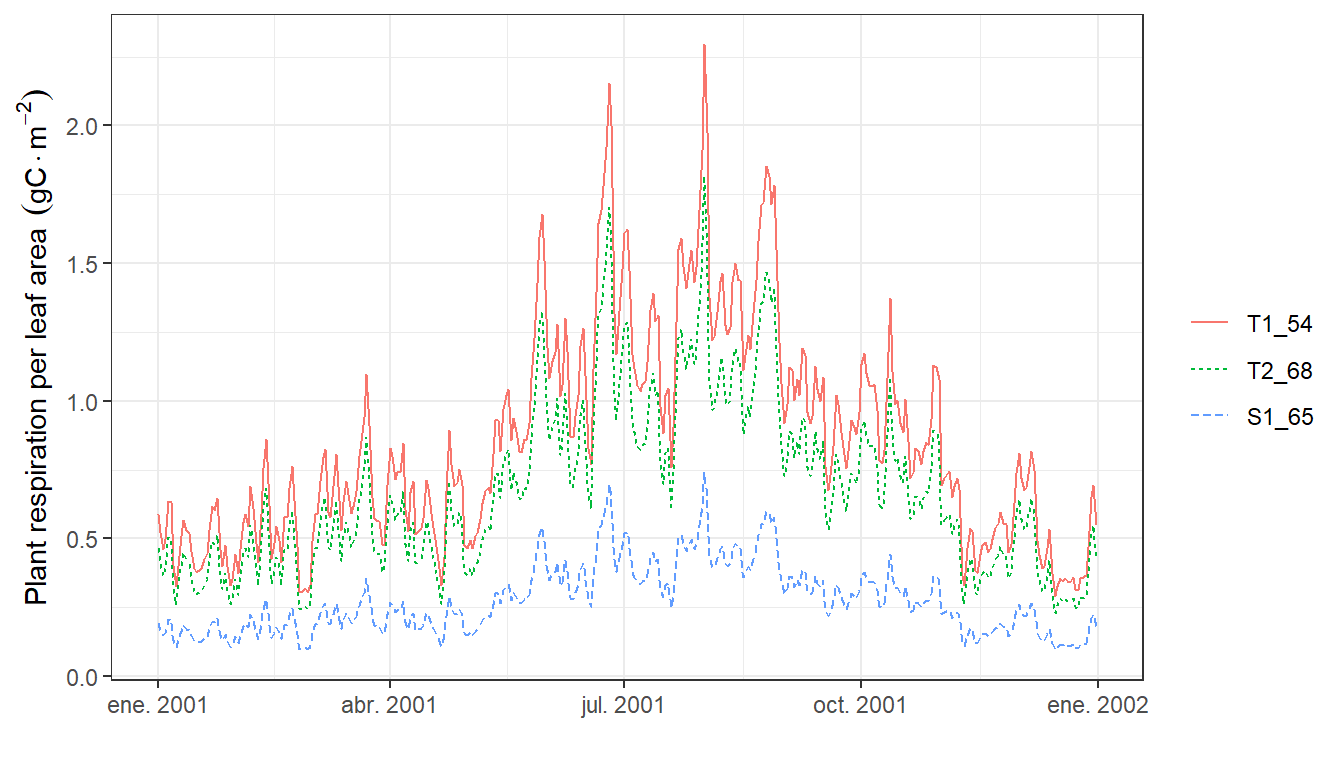 Plant respiration per leaf area (gC·m⁻²)
2.0
1.5
1.0
0.5
0.0
ene. 2001 abr. 2001 jul. 2001 oct. 2001 ene. 2002
T1_54
T2_68
S1_65